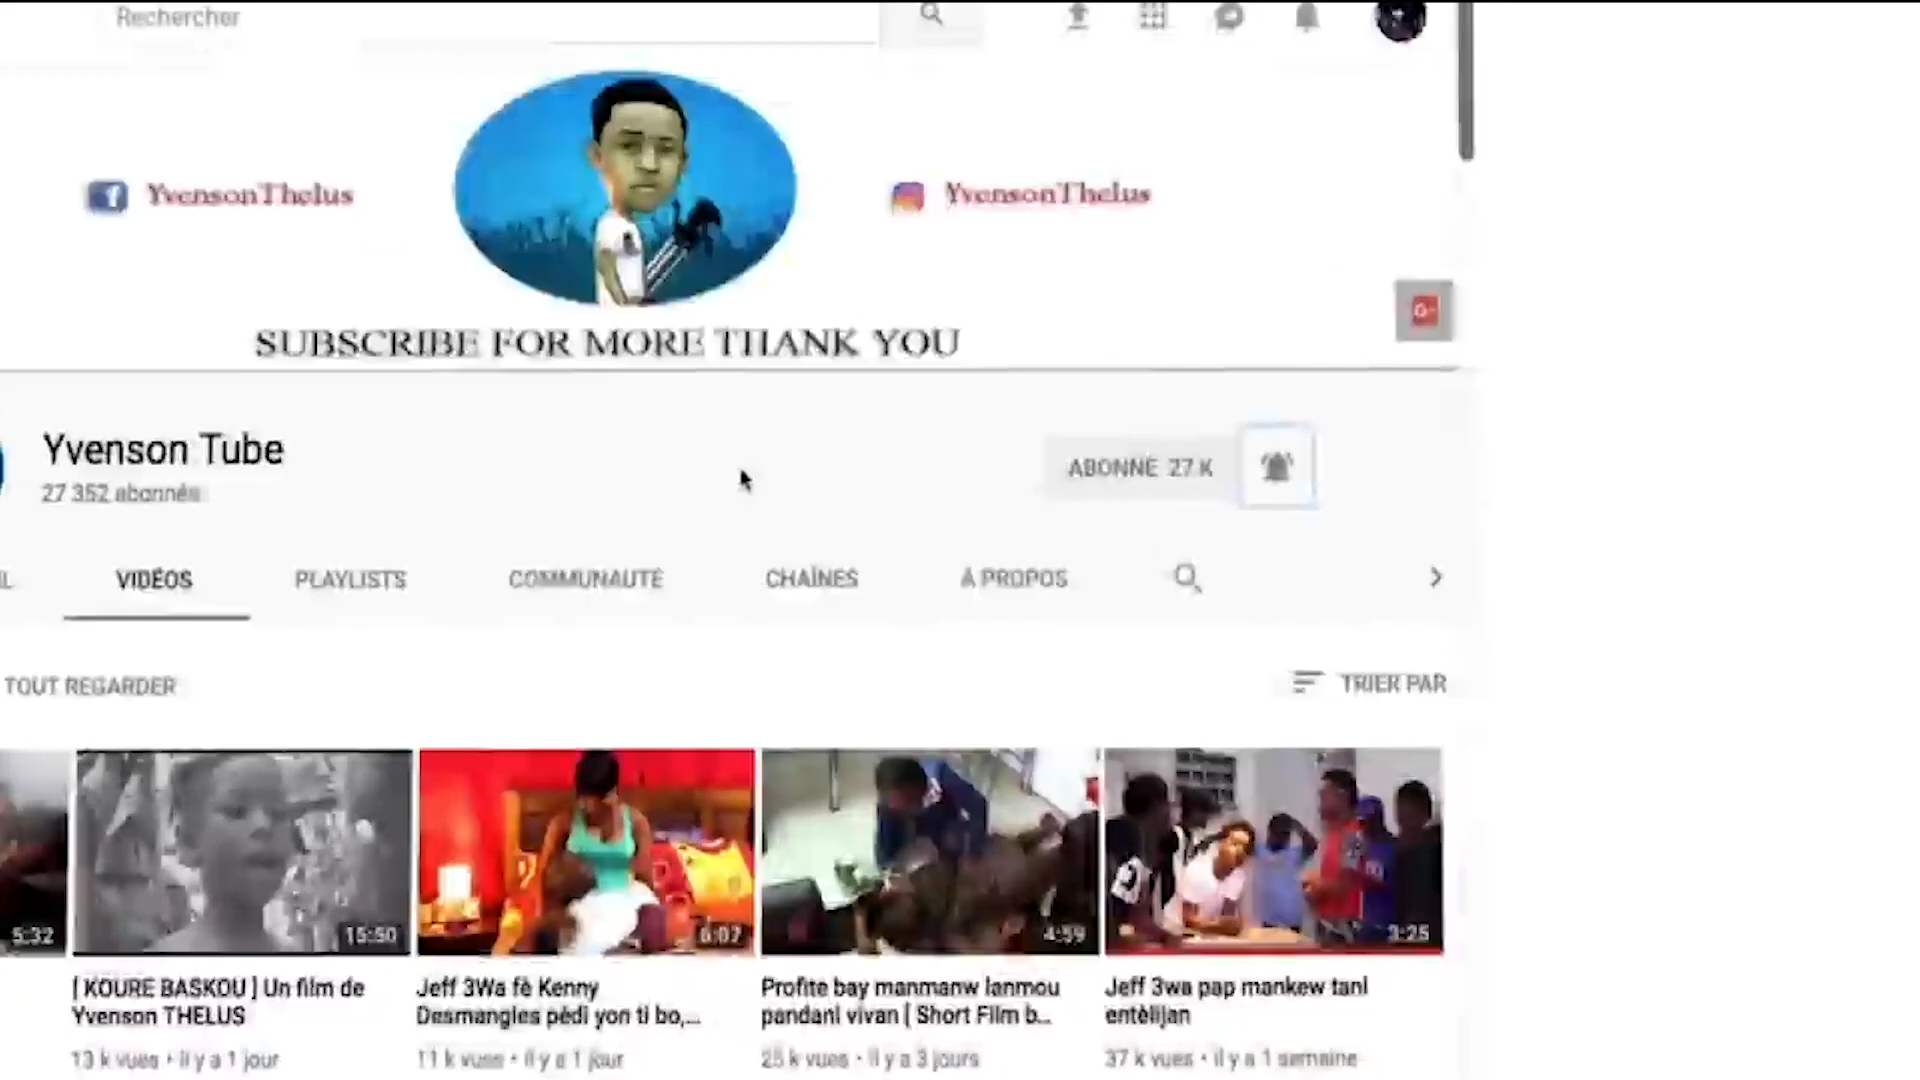 Rechercher
YvensonThelus
YvensonThelus
SUBSCRIBE FOR MORE THANK YOU
Yvenson Tube
27 352 abonnés
ABONNÉ 27 K
VIDÉOS
PLAYLISTS
COMMUNAUTÉ
CHAÎNES
À PROPOS
TOUT REGARDER
TRIER PAR
5:32
15:50
6:07
4:59
3:25
[ KOURE BASKOU ] Un film de
Yvenson THELUS
13 k vues • il y a 1 jour
Jeff 3Wa fè Kenny
Desmangles pèdi yon ti bo,...
11 k vues • il y a 1 jour
Profite bay manmanw lanmou
pandanl vivan [ Short Film b...
25 k vues • il y a 3 jours
Jeff 3wa pap mankew tanl
entèlijan
37 k vues • il y a 1 semaine